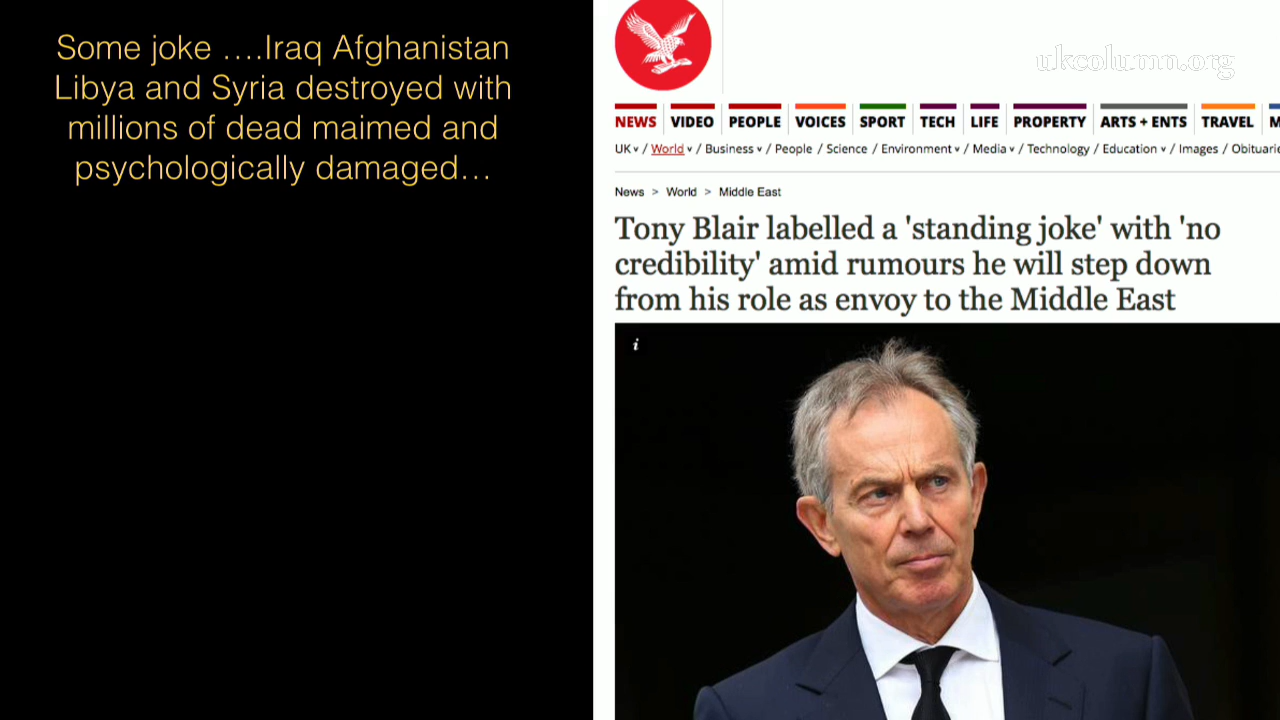 Some joke ....Iraq Afghanistan
Libya and Syria destroyed with
millions of dead maimed and
psychologically damaged...
ukcolumn.org
NEWS VIDEO PEOPLE VOICES SPORT TECH LIFE PROPERTY ARTS + ENTS TRAVEL M
UK / World / Business / People / Science / Environment / Media / Technology / Education / Images / Obituarie
News > World > Middle East
Tony Blair labelled a 'standing joke' with 'no
credibility' amid rumours he will step down
from his role as envoy to the Middle East
i